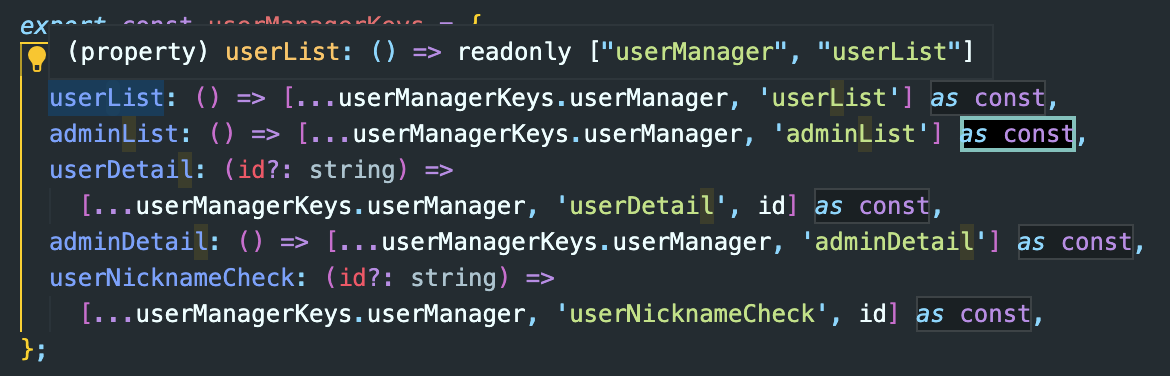 export const userManagerKeys = {
(property) userList: () => readonly ["userManager", "userList"]
userList: () => [...userManagerKeys.userManager, 'userList'] as const,
adminList: () => [...userManagerKeys.userManager, 'adminList'] as const,
userDetail: (id?: string) =>
[...userManagerKeys.userManager, 'userDetail', id] as const,
adminDetail: () => [...userManagerKeys.userManager, 'adminDetail'] as const,
userNicknameCheck: (id?: string) =>
[...userManagerKeys.userManager, 'userNicknameCheck', id] as const,
};